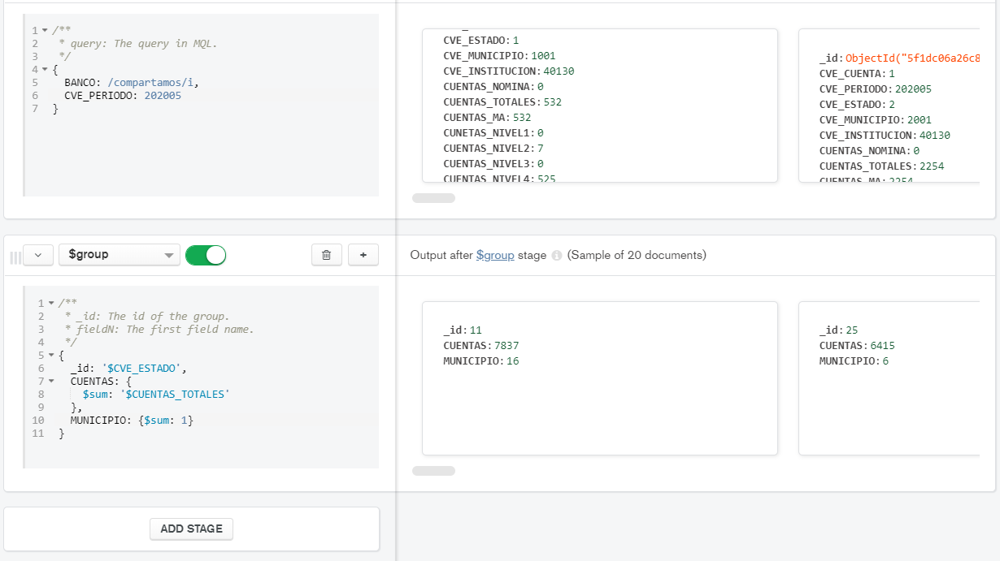 1 /**
2 * query: The query in MQL.
3 */
4 {
5 BANCO: /compartamos/i,
6 CVE_PERIODO: 202005
7 }
CVE_ESTADO: 1
CVE_MUNICIPIO: 1001
CVE_INSTITUCION: 40130
CUENTAS_NOMINA: 0
CUENTAS_TOTALES: 532
CUENTAS_MA: 532
CUNETAS_NIVEL1: 0
CUENTAS_NIVEL2: 7
CUENTAS_NIVEL3: 0
CUENTAS_NIVEL4: 525
_id: ObjectId("5f1dc06a26c8
CVE_CUENTA: 1
CVE_PERIODO: 202005
CVE_ESTADO: 2
CVE_MUNICIPIO: 2001
CVE_INSTITUCION: 40130
CUENTAS_NOMINA: 0
CUENTAS_TOTALES: 2254
CUENTAS_MA: 2254
$group
Output after $group stage (Sample of 20 documents)
1 /**
2 * _id: The id of the group.
3 * fieldN: The first field name.
4 */
5 {
6 _id: '$CVE_ESTADO',
7 CUENTAS: {
8 $sum: '$CUENTAS_TOTALES'
9 },
10 MUNICIPIO: {$sum: 1}
11 }
_id: 11
CUENTAS: 7837
MUNICIPIO: 16
_id: 25
CUENTAS: 6415
MUNICIPIO: 6
ADD STAGE